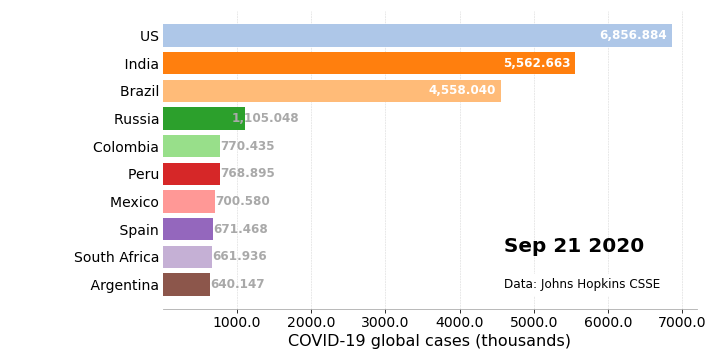 US 6,856.884
India 5,562.663
Brazil 4,558.040
Russia 1,105.048
Colombia 770.435
Peru 768.895
Mexico 700.580
Spain 671.468
South Africa 661.936
Argentina 640.147
Sep 21 2020
Data: Johns Hopkins CSSE
1000.0 2000.0 3000.0 4000.0 5000.0 6000.0 7000.0
COVID-19 global cases (thousands)